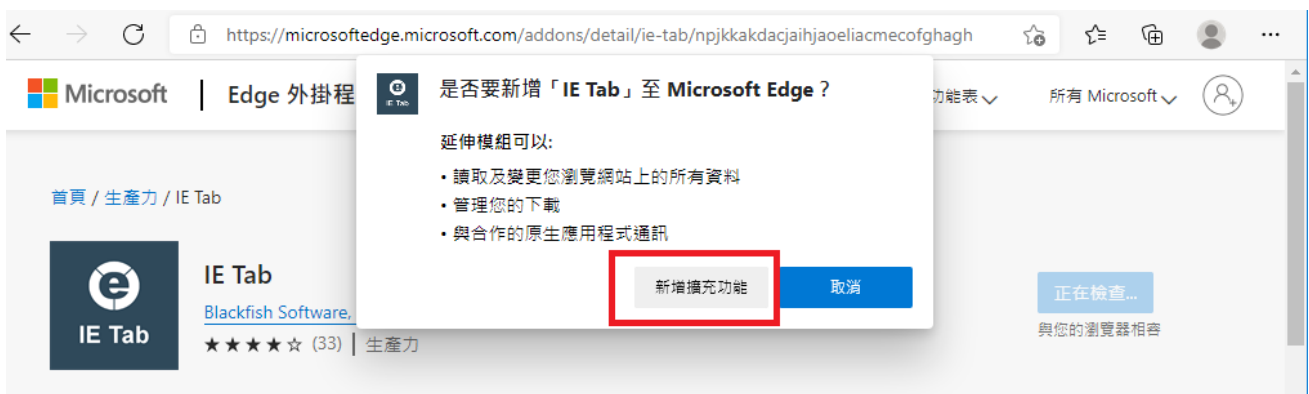 https://microsoftedge.microsoft.com/addons/detail/ie-tab/npjkkakdacjaihjaoeliacmecofghagh
Microsoft | Edge 外掛程
功能表
所有 Microsoft
IE Tab
是否要新增「IE Tab」至 Microsoft Edge？
延伸模組可以:
• 讀取及變更您瀏覽網站上的所有資料
• 管理您的下載
• 與合作的原生應用程式通訊
新增擴充功能
取消
首頁 / 生產力 / IE Tab
IE Tab
IE Tab
Blackfish Software,
★★★★☆ (33) | 生產力
正在檢查...
與您的瀏覽器相容